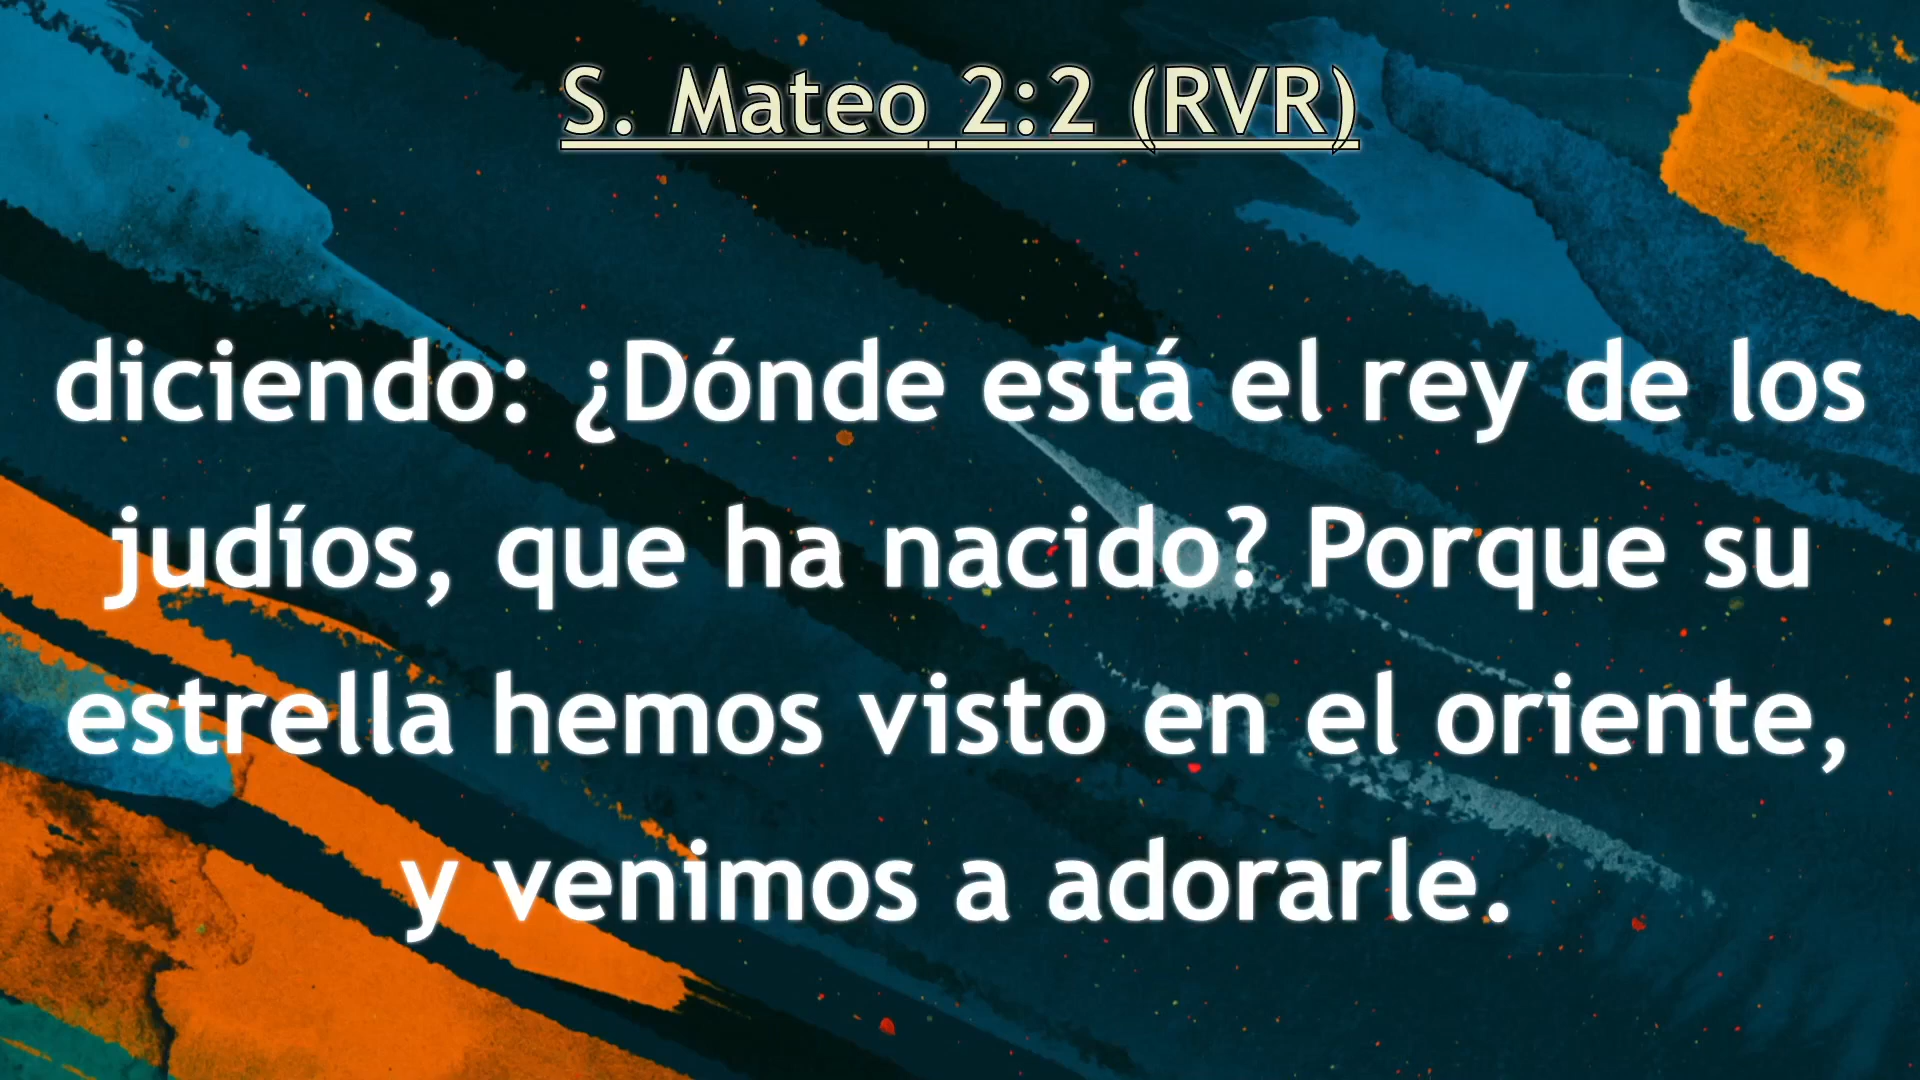 S. Mateo 2:2 (RVR)
diciendo: ¿Dónde está el rey de los
judíos, que ha nacido? Porque su
estrella hemos visto en el oriente,
y venimos a adorarle.